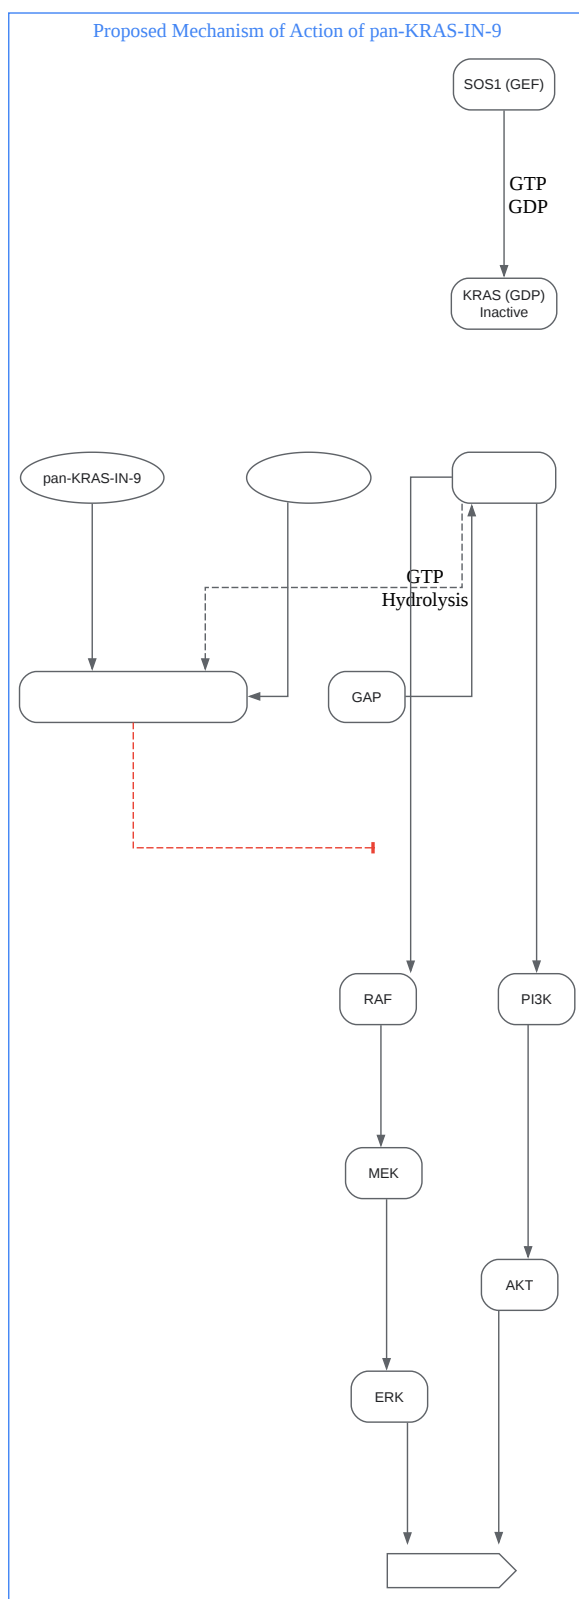 Proposed Mechanism of Action of pan-KRAS-IN-9
SOS1 (GEF)
GTP
GDP
KRAS (GDP)
Inactive
pan-KRAS-IN-9
GTP
Hydrolysis
GAP
RAF
PI3K
MEK
AKT
ERK